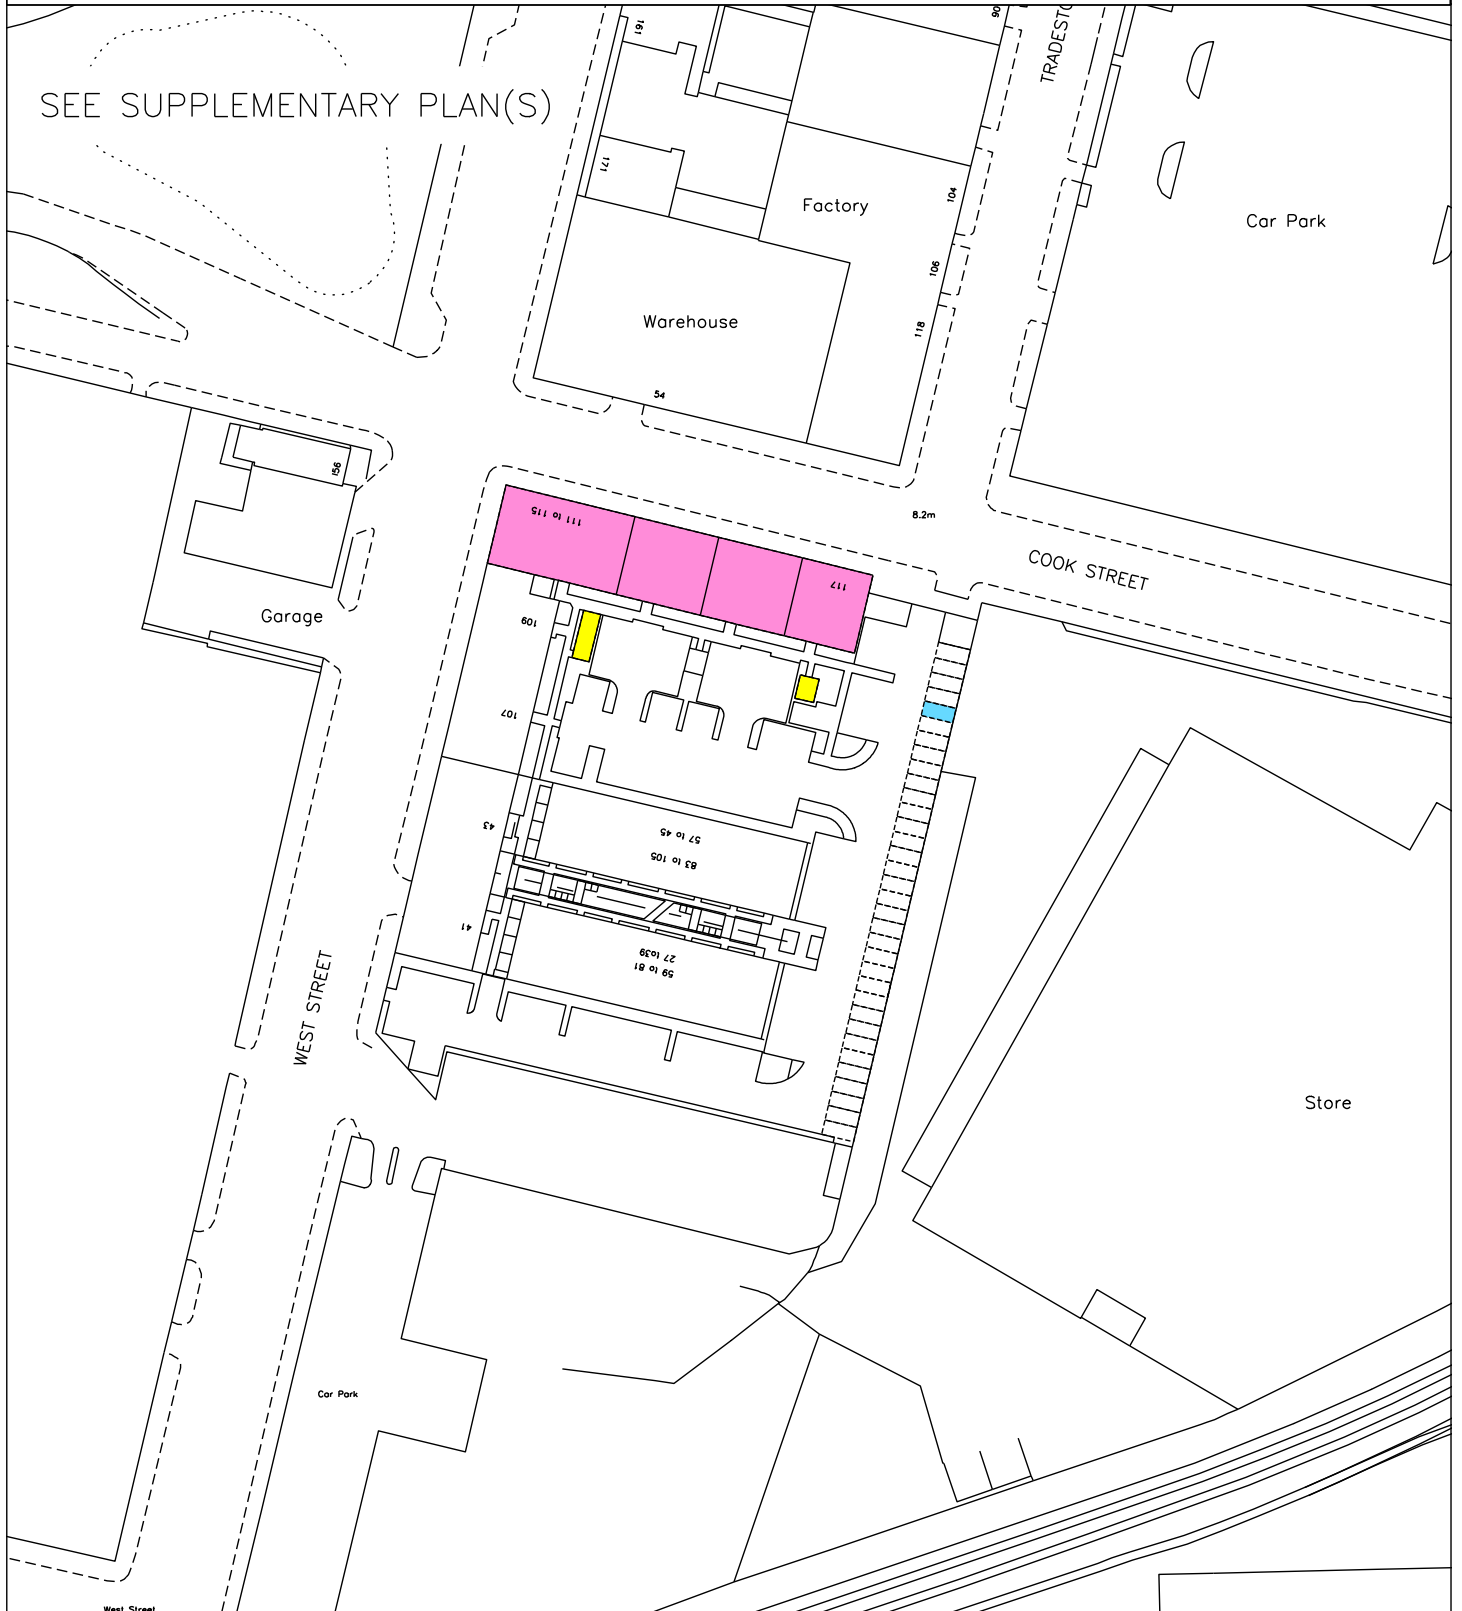 161
90
TRADESTO
SEE SUPPLEMENTARY PLAN(S)
171
104
Factory
Car Park
106
Warehouse
118
54
156
111 to 115
8.2m
COOK STREET
117
Garage
109
107
43
57 to 45
83 to 105
41
27 to39
59 to 81
WEST STREET
Store
Car Park
West Street